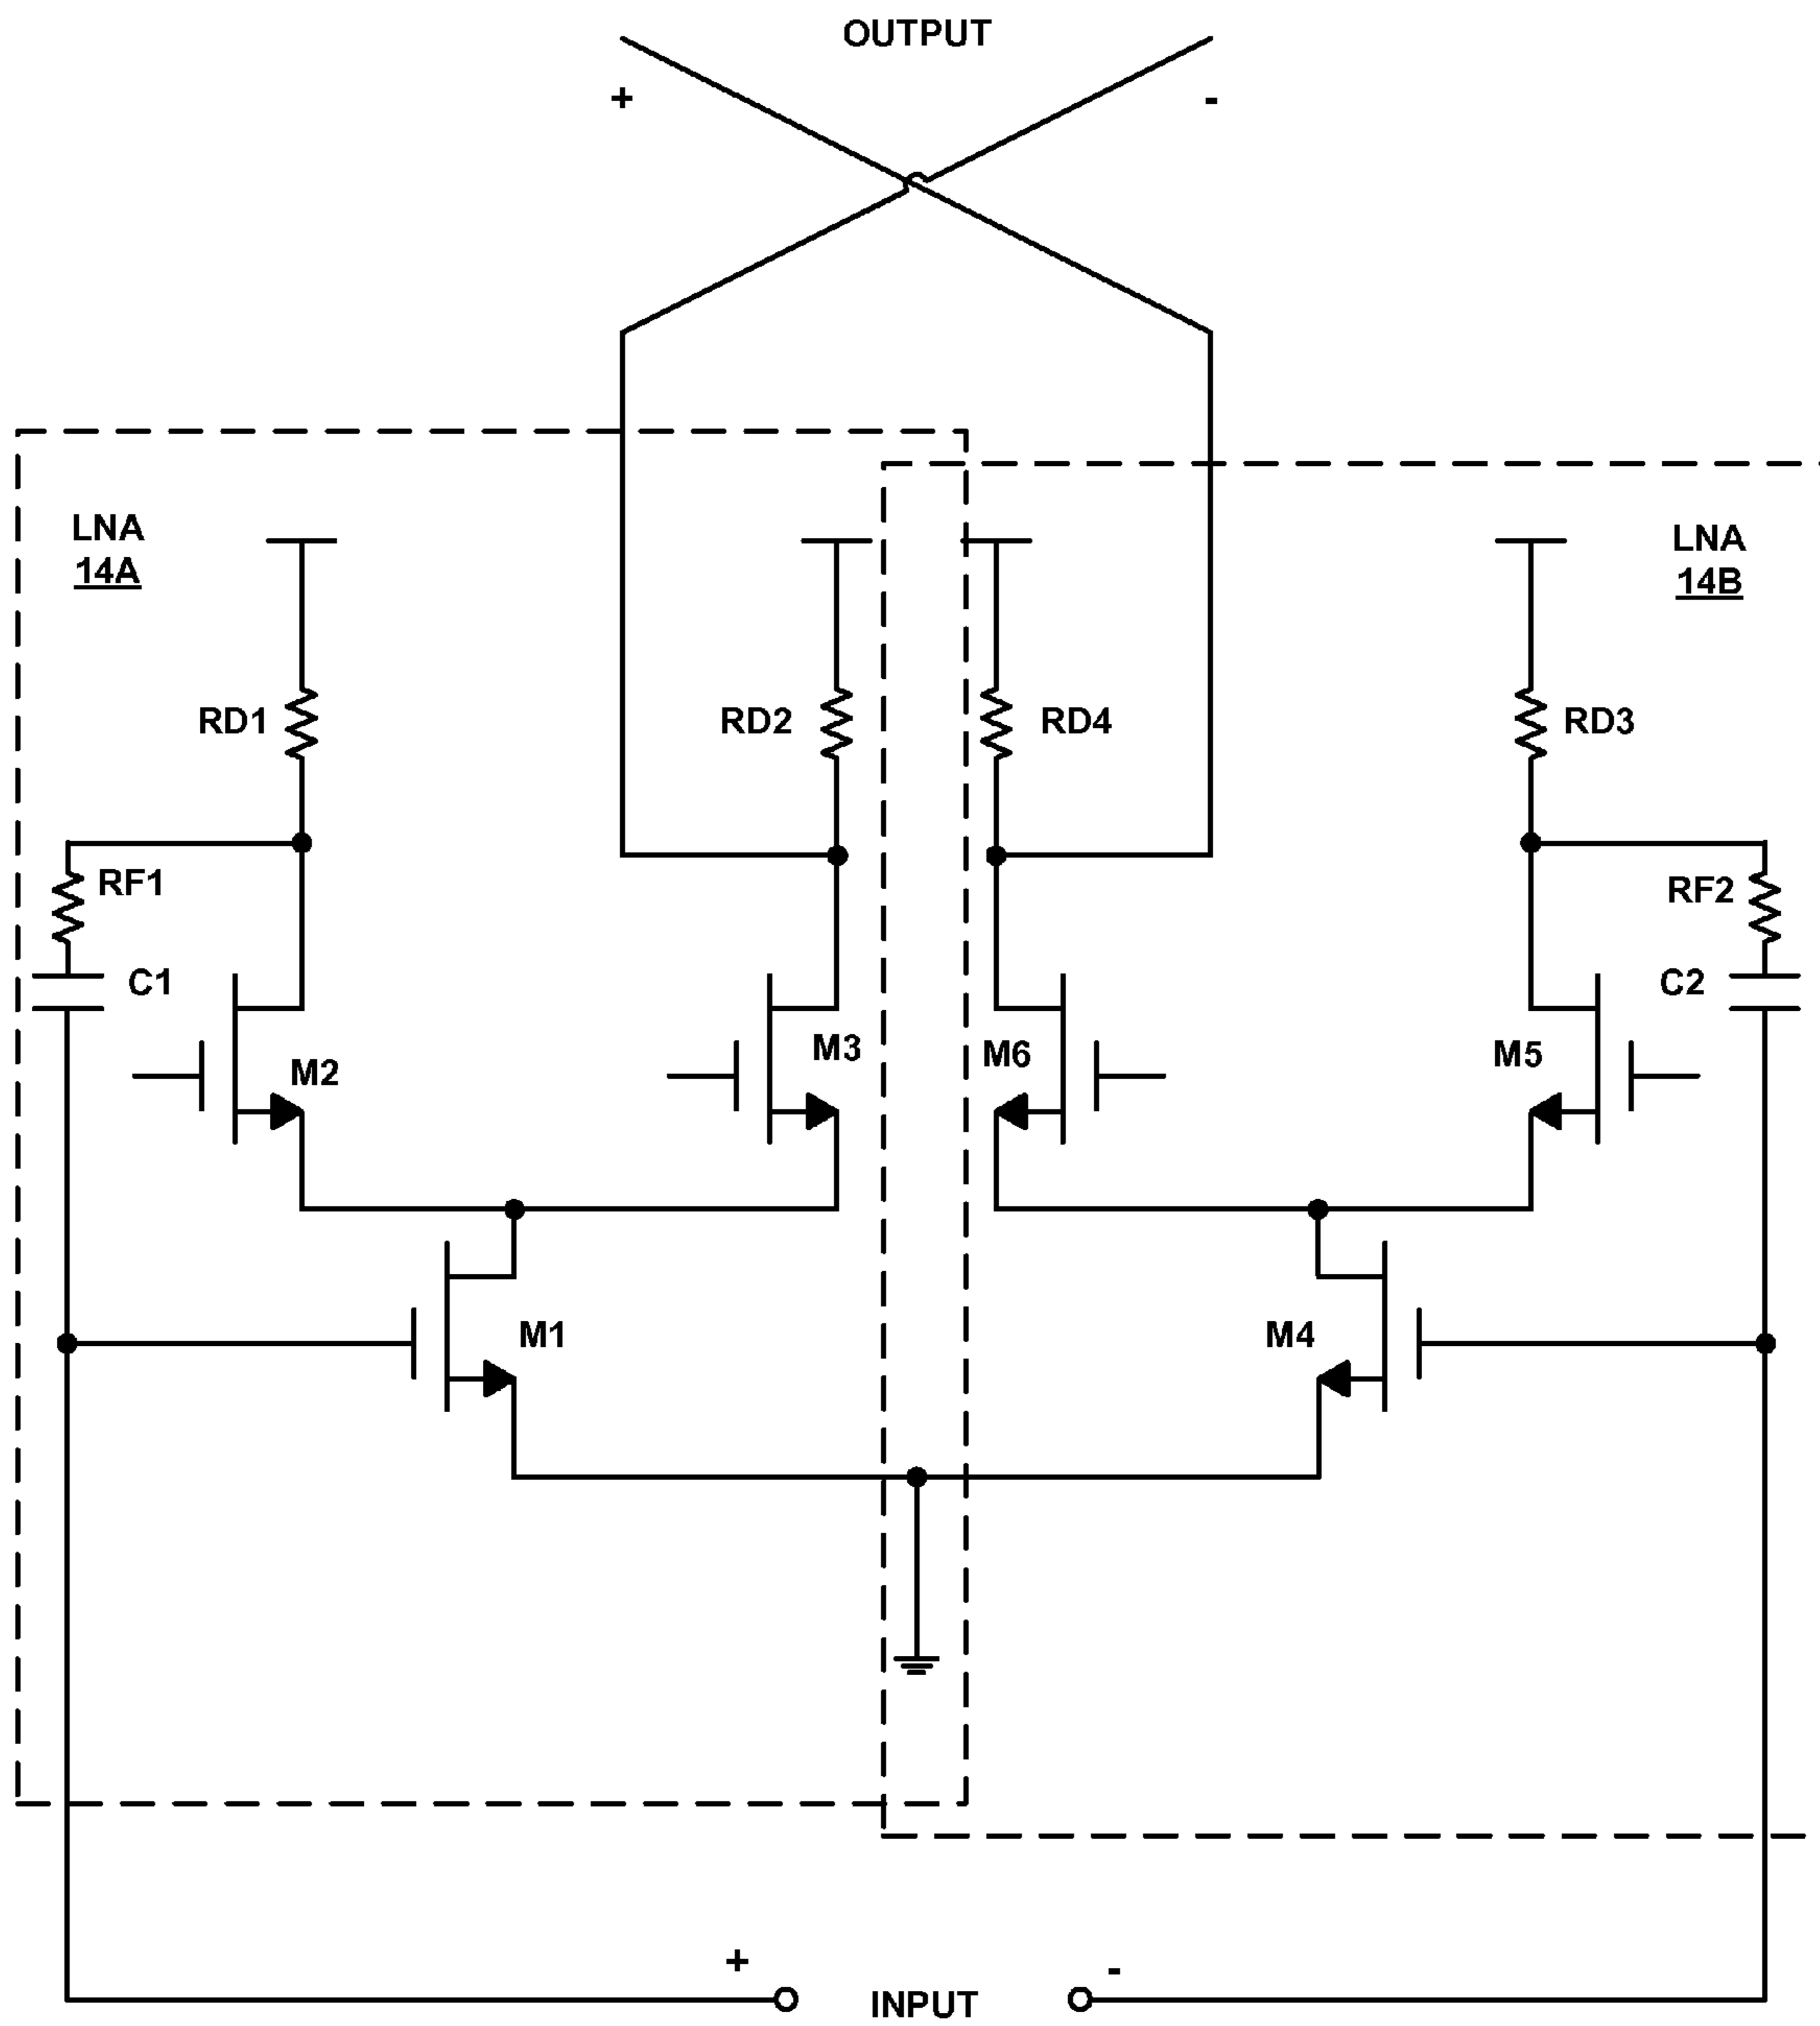 OUTPUT
+
-
LNA
14A
LNA
14B
RD1
RD2
RD4
RD3
RF1
RF2
C1
C2
M2
M3
M6
M5
M1
M4
+
-
INPUT